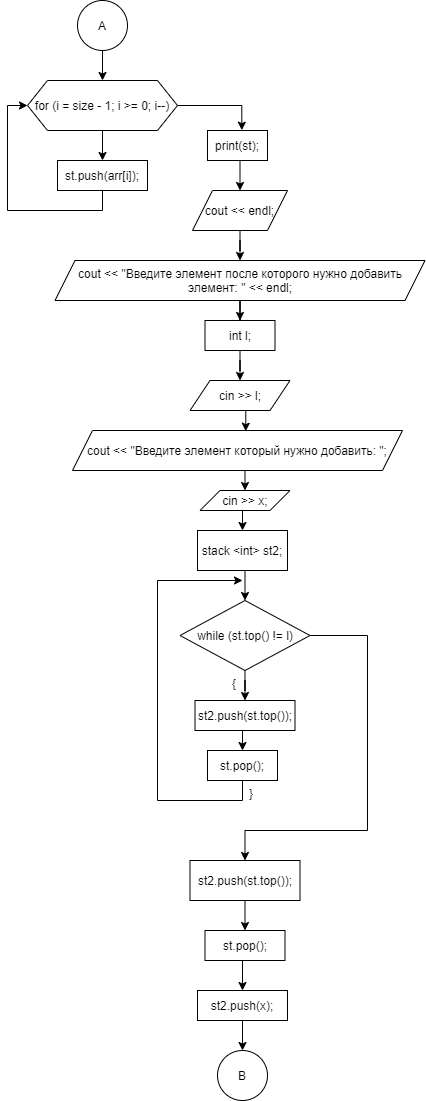 A
for (i = size - 1; i >= 0; i--)
st.push(arr[i]);
print(st);
cout << endl;
cout << "Введите элемент после которого нужно добавить
элемент: " << endl;
int l;
cin >> l;
cout << "Введите элемент который нужно добавить: ";
cin >> x;
stack <int> st2;
while (st.top() != l)
{
st2.push(st.top());
st.pop();
}
st2.push(st.top());
st.pop();
st2.push(x);
B